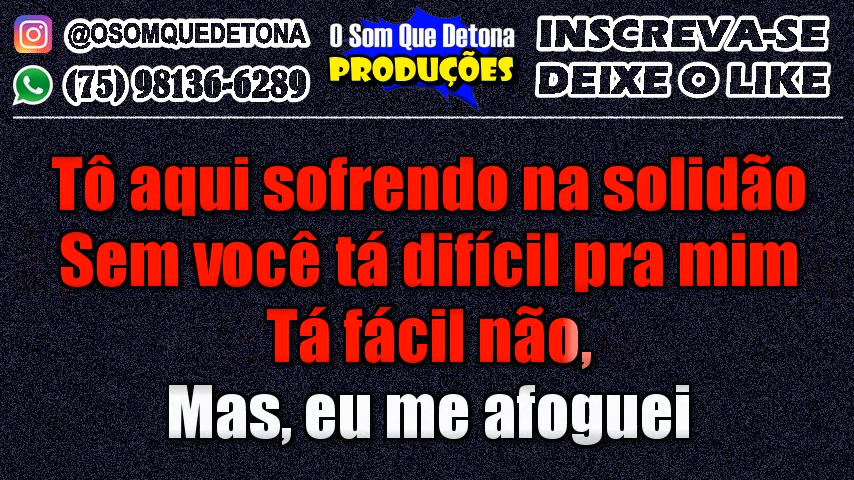 @OSOMQUEDETONA
(75) 98136-6289
O Som Que Detona
PRODUÇÕES
INSCREVA-SE
DEIXE O LIKE
Tô aqui sofrendo na solidão
Sem você tá difícil pra mim
Tá fácil não,
Mas, eu me afoguei